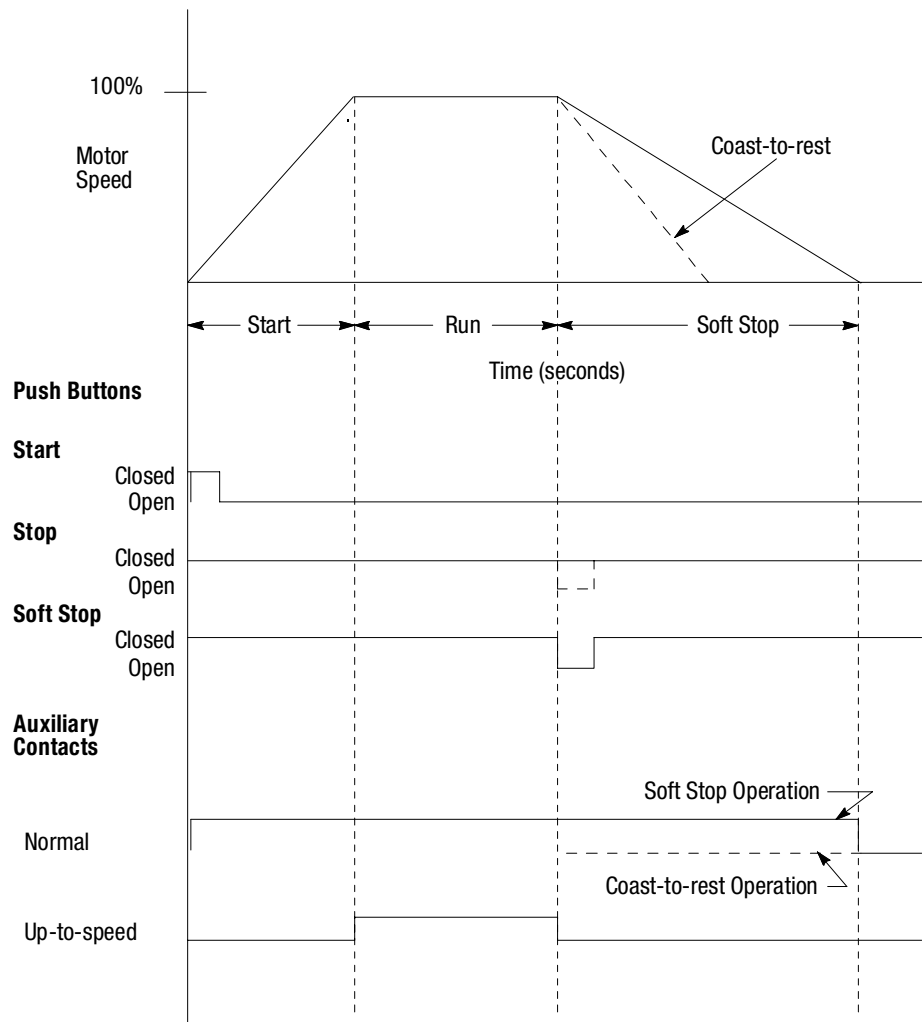 100%
Motor
Speed
Coast-to-rest
Start
Run
Soft Stop
Time (seconds)
Push Buttons
Start
Closed
Open
Stop
Closed
Open
Soft Stop
Closed
Open
Auxiliary
Contacts
Soft Stop Operation
Normal
Coast-to-rest Operation
Up-to-speed